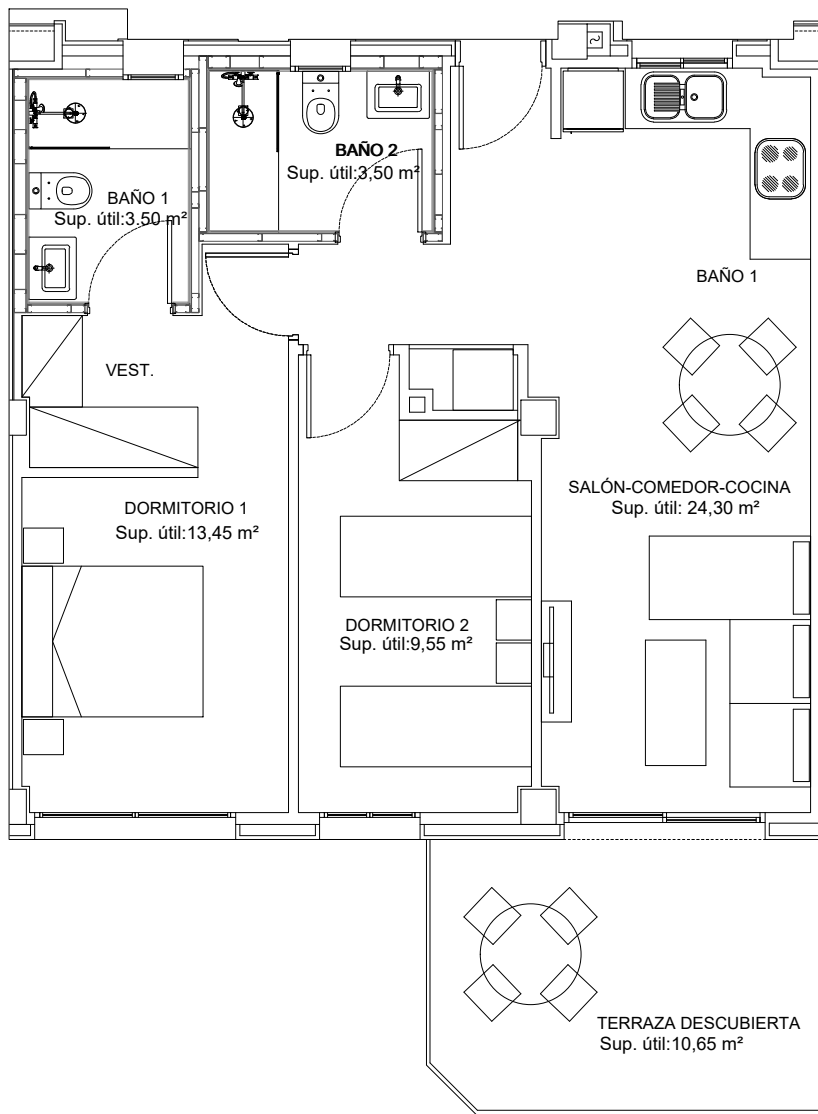 BAÑO 2
Sup. útil:3,50 m²
BAÑO 1
Sup. útil:3.50 m²
BAÑO 1
VEST.
SALÓN-COMEDOR-COCINA
Sup. útil: 24,30 m²
DORMITORIO 1
Sup. útil:13,45 m²
DORMITORIO 2
Sup. útil:9,55 m²
TERRAZA DESCUBIERTA
Sup. útil:10,65 m²